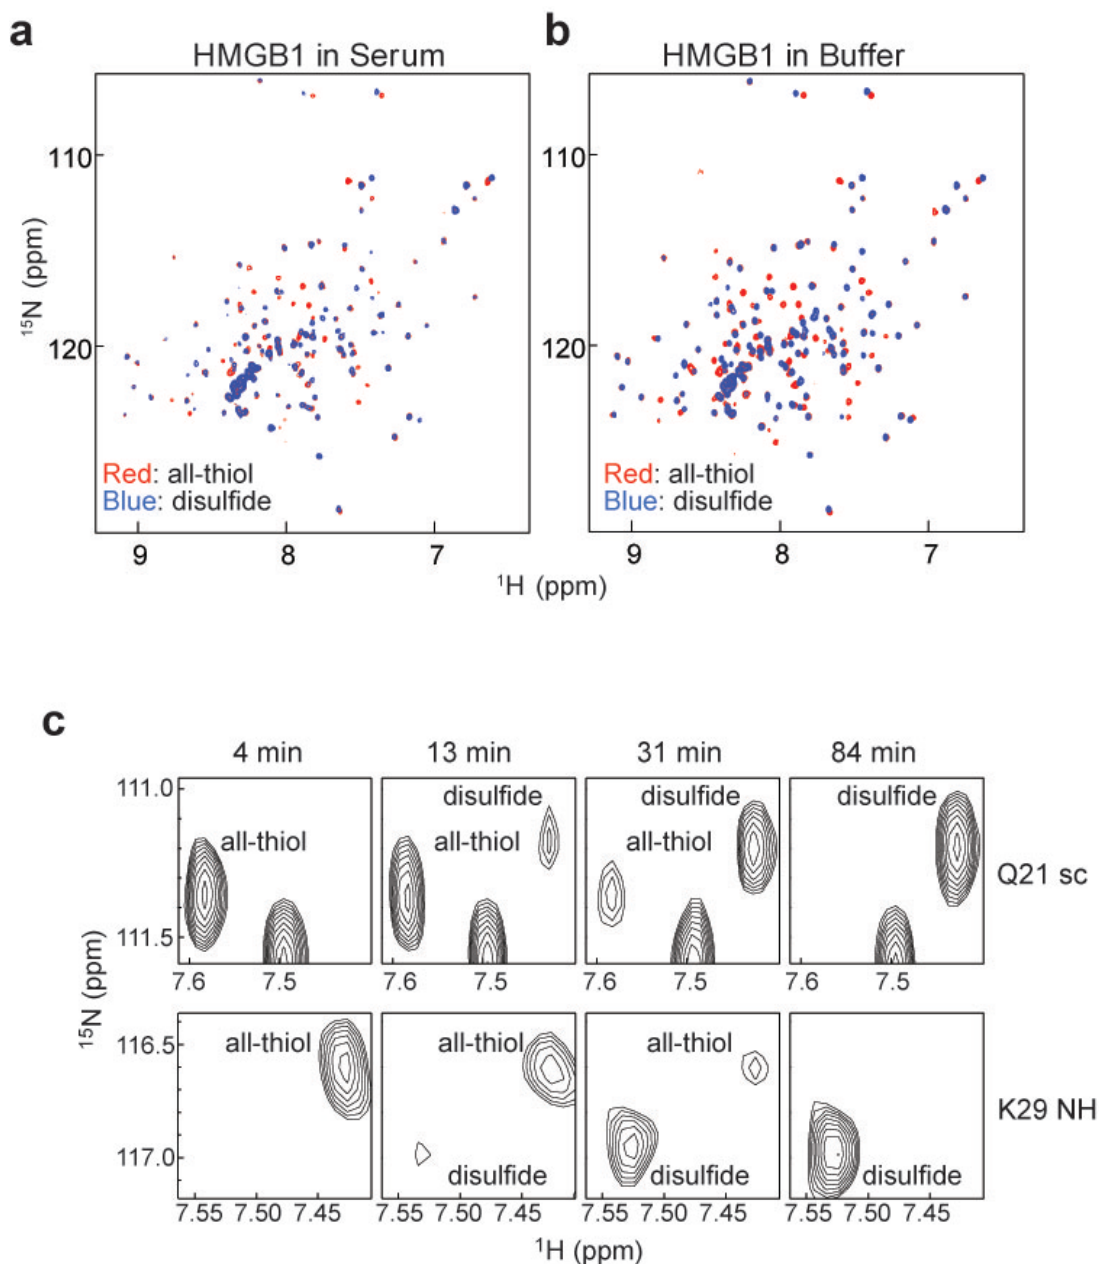 a
HMGB1 in Serum
b
HMGB1 in Buffer
110
120
110
120
¹⁵N (ppm)
Red: all-thiol
Blue: disulfide
Red: all-thiol
Blue: disulfide
9 8 7
9 8 7
¹H (ppm)
c
4 min 13 min 31 min 84 min
111.0
111.5
all-thiol
disulfide
all-thiol
disulfide
all-thiol
disulfide
Q21 sc
7.6 7.5
7.6 7.5
7.6 7.5
7.6 7.5
¹⁵N (ppm)
116.5
117.0
all-thiol
all-thiol
disulfide
all-thiol
disulfide
disulfide
K29 NH
7.55 7.50 7.45
7.55 7.50 7.45
7.55 7.50 7.45
7.55 7.50 7.45
¹H (ppm)